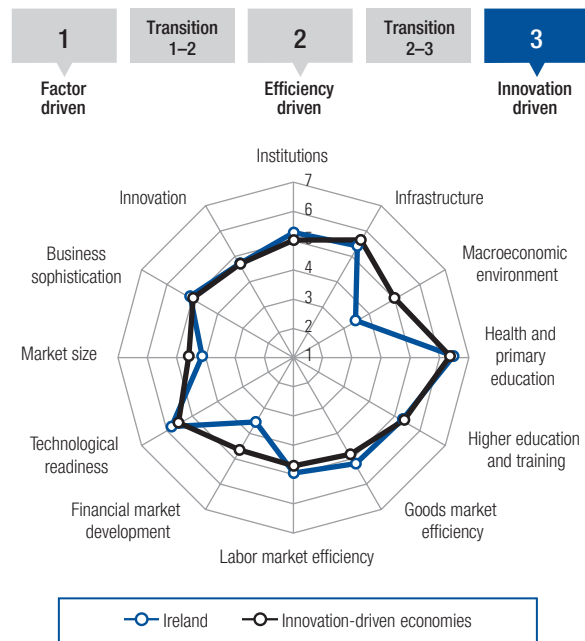 1
Transition
1–2
2
Transition
2–3
3
Factor
driven
Efficiency
driven
Innovation
driven
Institutions
7
Innovation
6
Infrastructure
5
Business
sophistication
4
Macroeconomic
environment
3
2
Market size
1
Health and
primary
education
Technological
readiness
Higher education
and training
Financial market
development
Goods market
efficiency
Labor market efficiency
Ireland
Innovation-driven economies